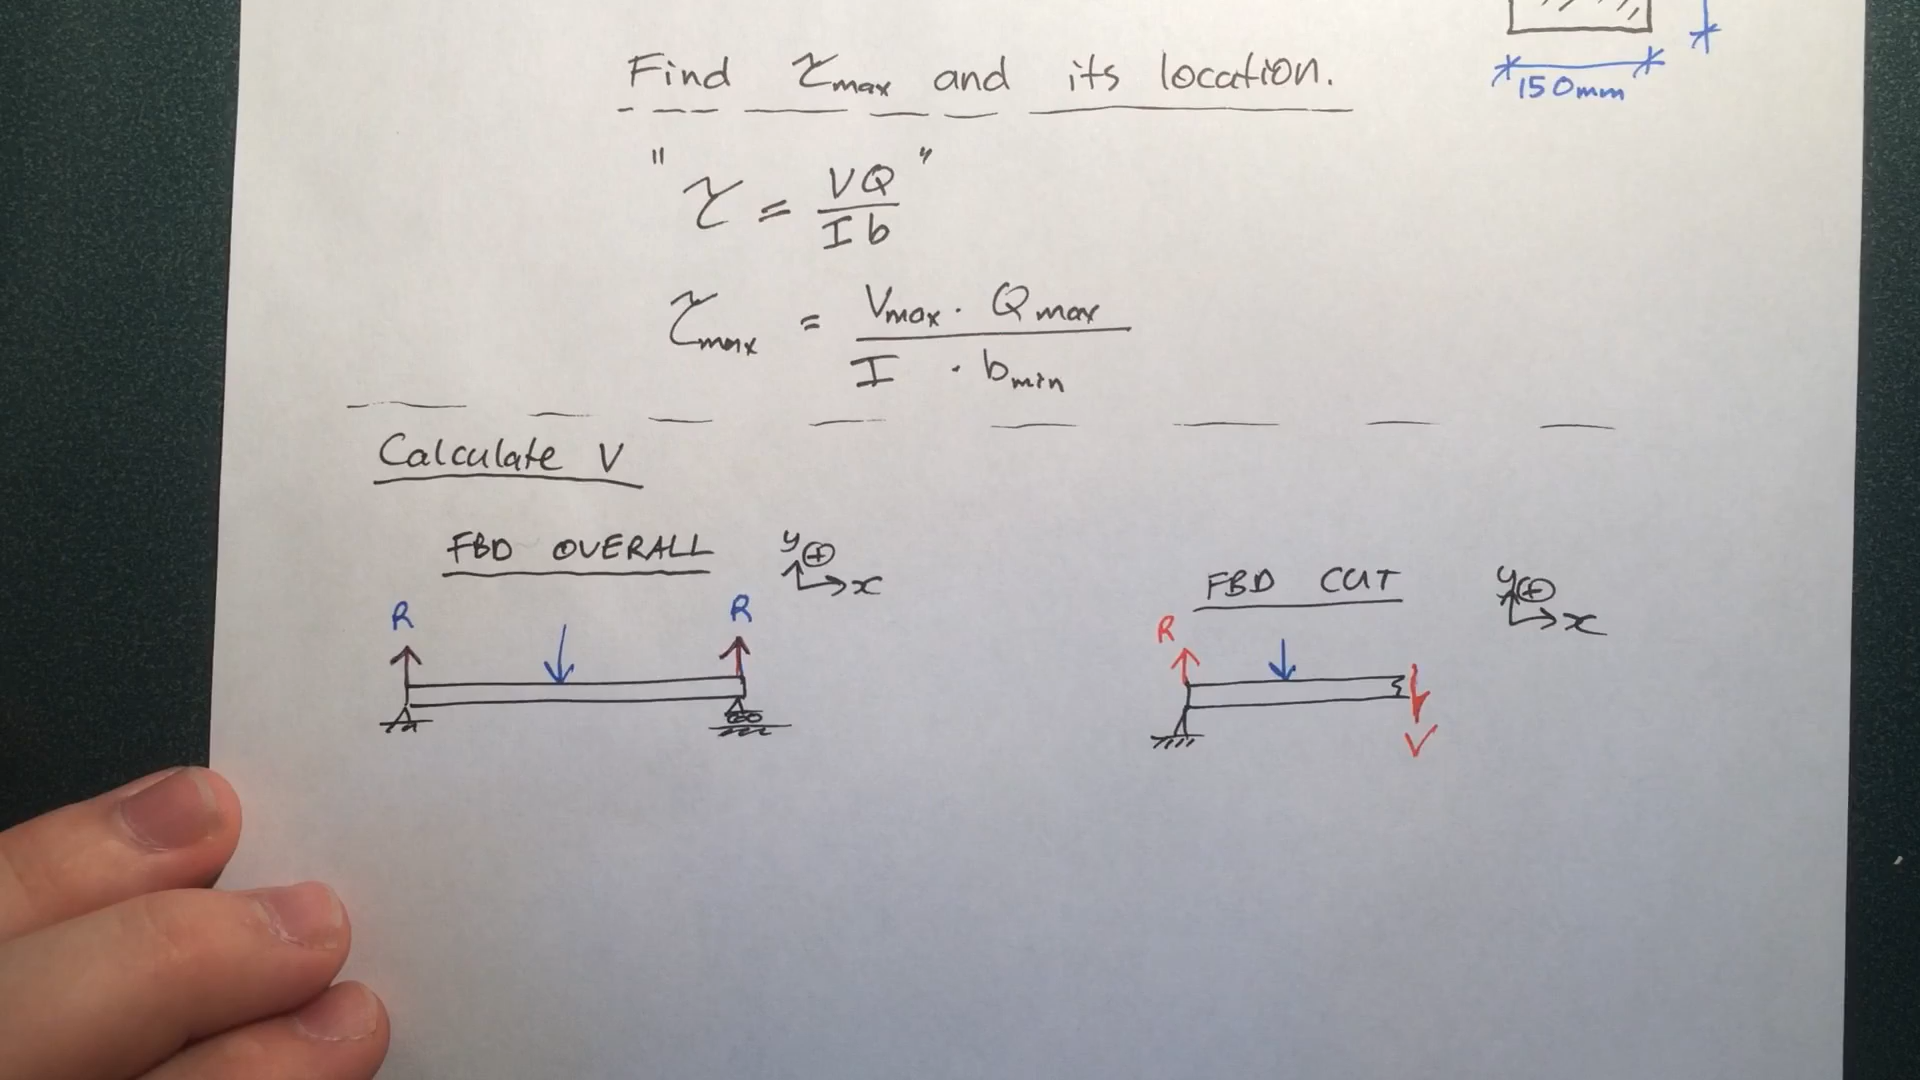 Find τmax and its location.
150mm
"τ = VQ / Ib"
τmax = Vmax · Qmax / I · bmin
Calculate V
FBD OVERALL
y
+
x
R
R
FBD CUT
y
+
x
R
V